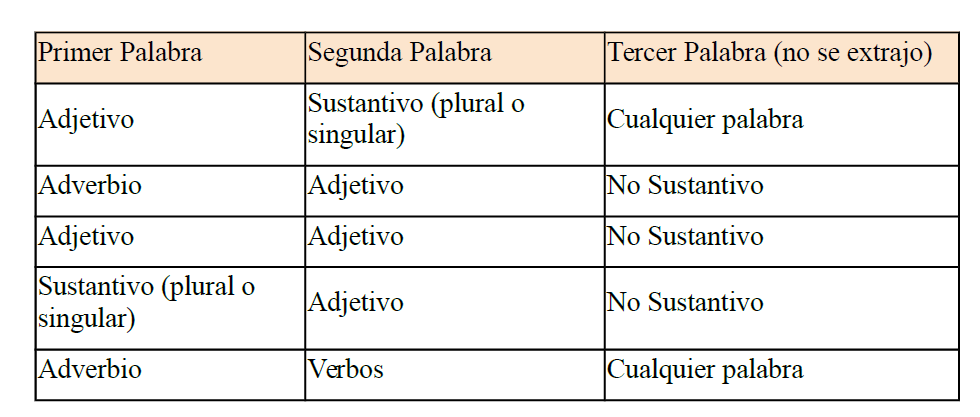 Primer Palabra Segunda Palabra Tercer Palabra (no se extrajo)
Adjetivo
Sustantivo (plural o
singular)
Cualquier palabra
Adverbio Adjetivo No Sustantivo
Adjetivo Adjetivo No Sustantivo
Sustantivo (plural o
singular)
Adjetivo No Sustantivo
Adverbio Verbos Cualquier palabra